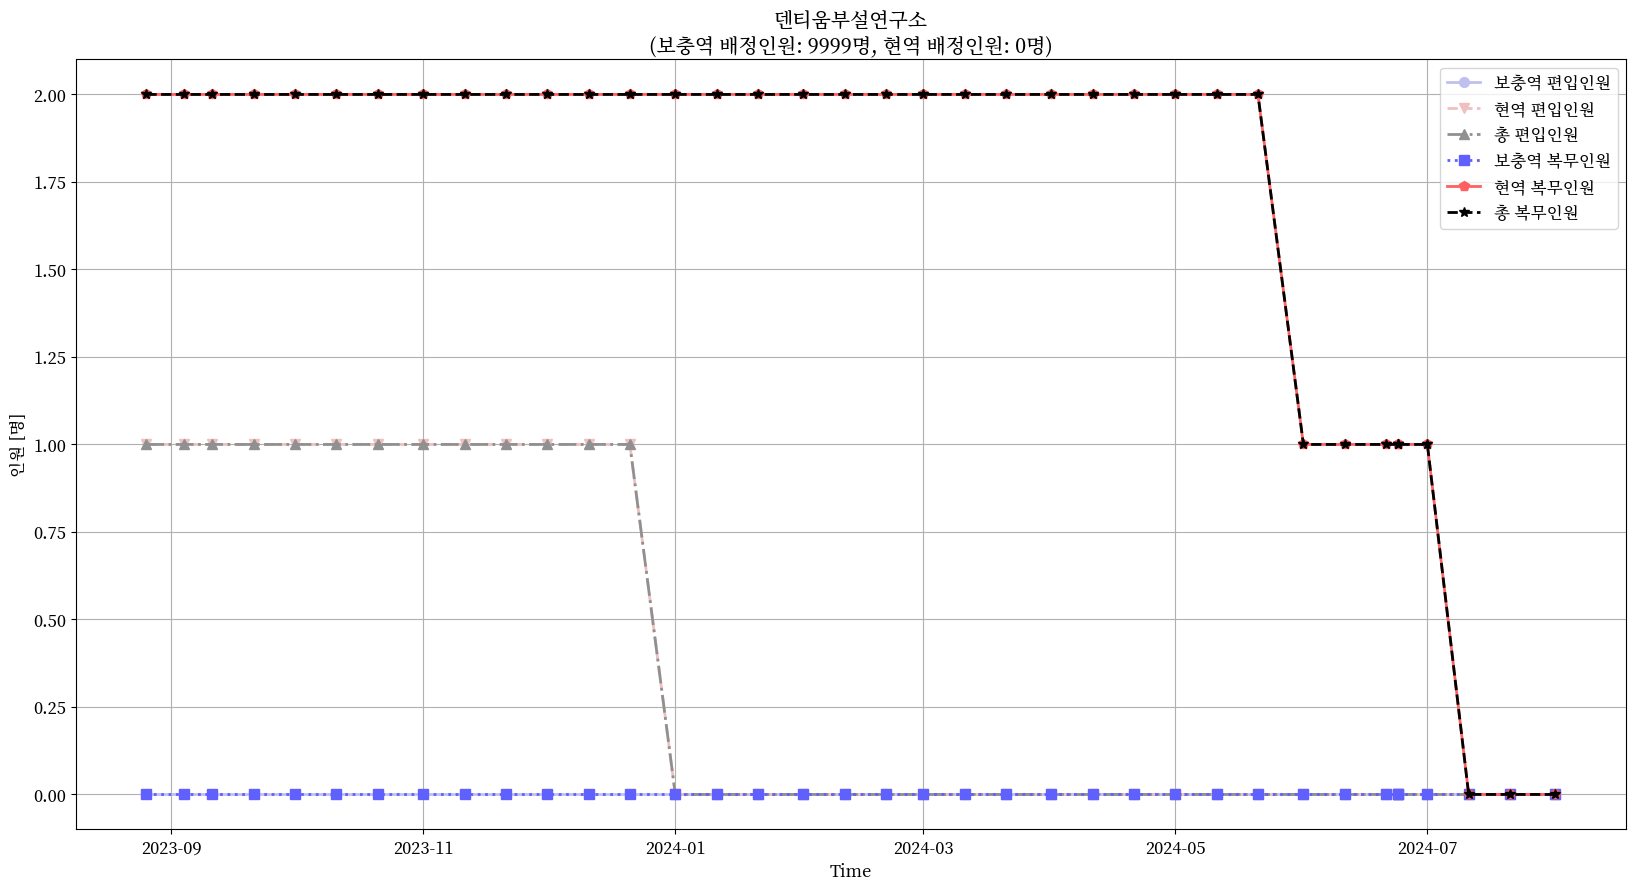 덴티움부설연구소
(보충역 배정인원: 9999명, 현역 배정인원: 0명)
보충역 편입인원
현역 편입인원
총 편입인원
보충역 복무인원
현역 복무인원
총 복무인원
인원 [명]
2.00
1.75
1.50
1.25
1.00
0.75
0.50
0.25
0.00
2023-09
2023-11
2024-01
2024-03
2024-05
2024-07
Time